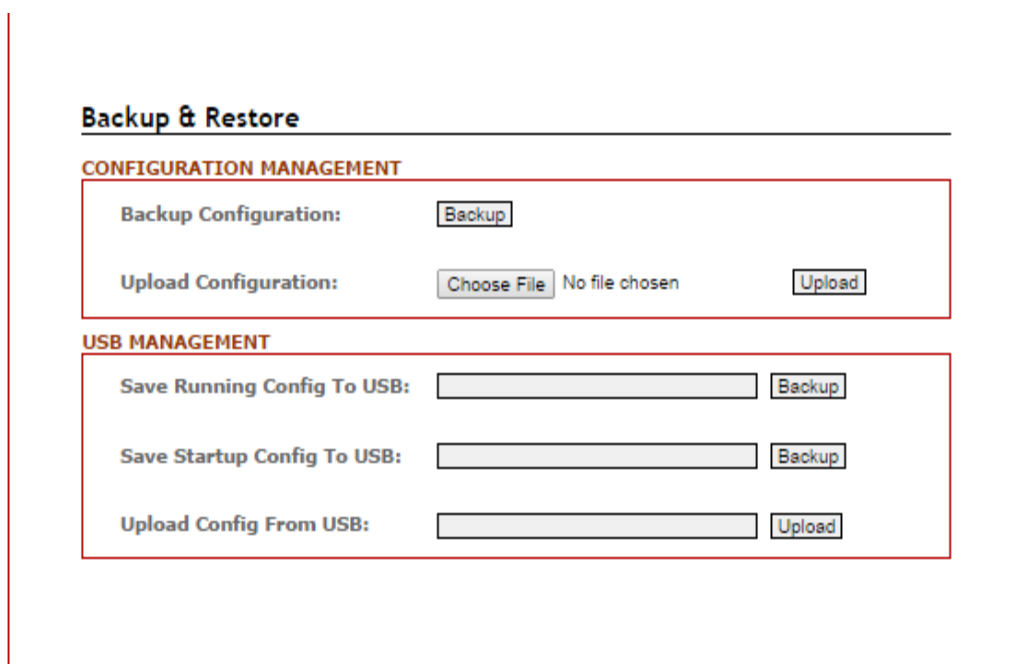 Backup & Restore
CONFIGURATION MANAGEMENT
Backup Configuration: Backup
Upload Configuration: Choose File No file chosen Upload
USB MANAGEMENT
Save Running Config To USB: Backup
Save Startup Config To USB: Backup
Upload Config From USB: Upload